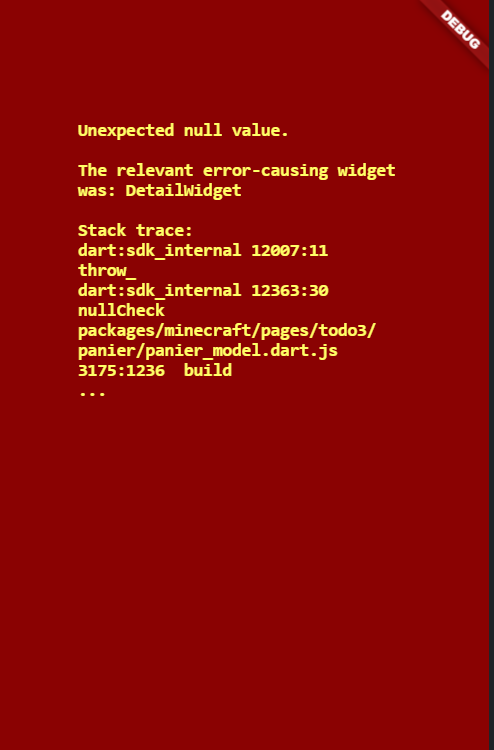 DEBUG
Unexpected null value.
The relevant error-causing widget
was: DetailWidget
Stack trace:
dart:sdk_internal 12007:11
throw_
dart:sdk_internal 12363:30
nullCheck
packages/minecraft/pages/todo3/
panier/panier_model.dart.js
3175:1236  build
...